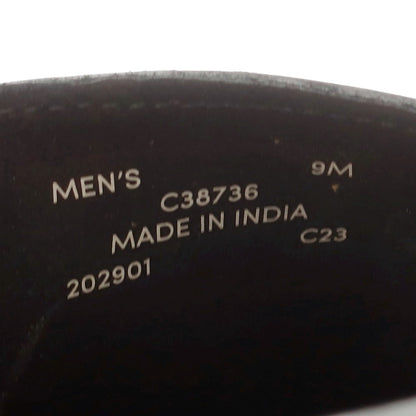 MEN'S 9M
C38736
MADE IN INDIA
202901 C23